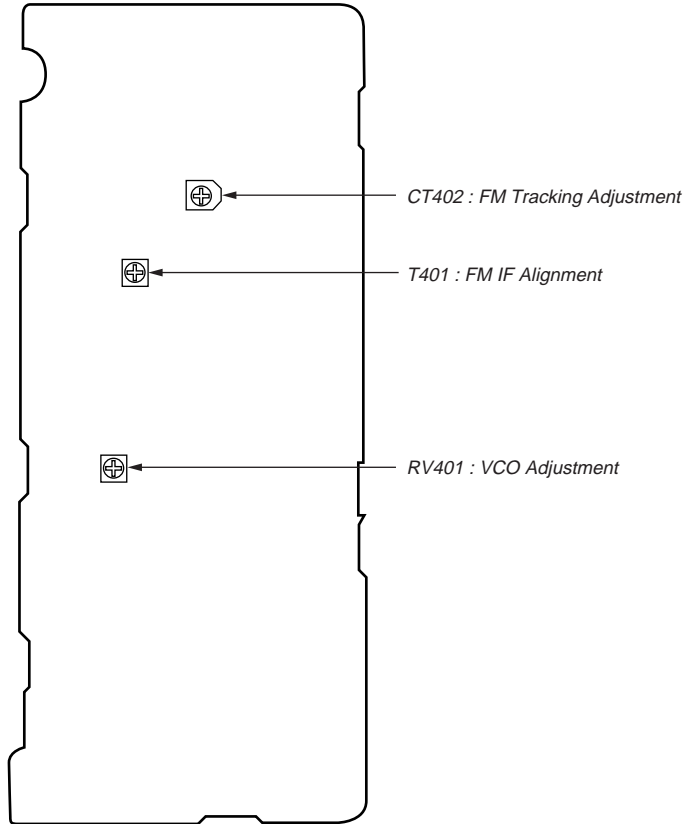 CT402 : FM Tracking Adjustment
T401 : FM IF Alignment
RV401 : VCO Adjustment